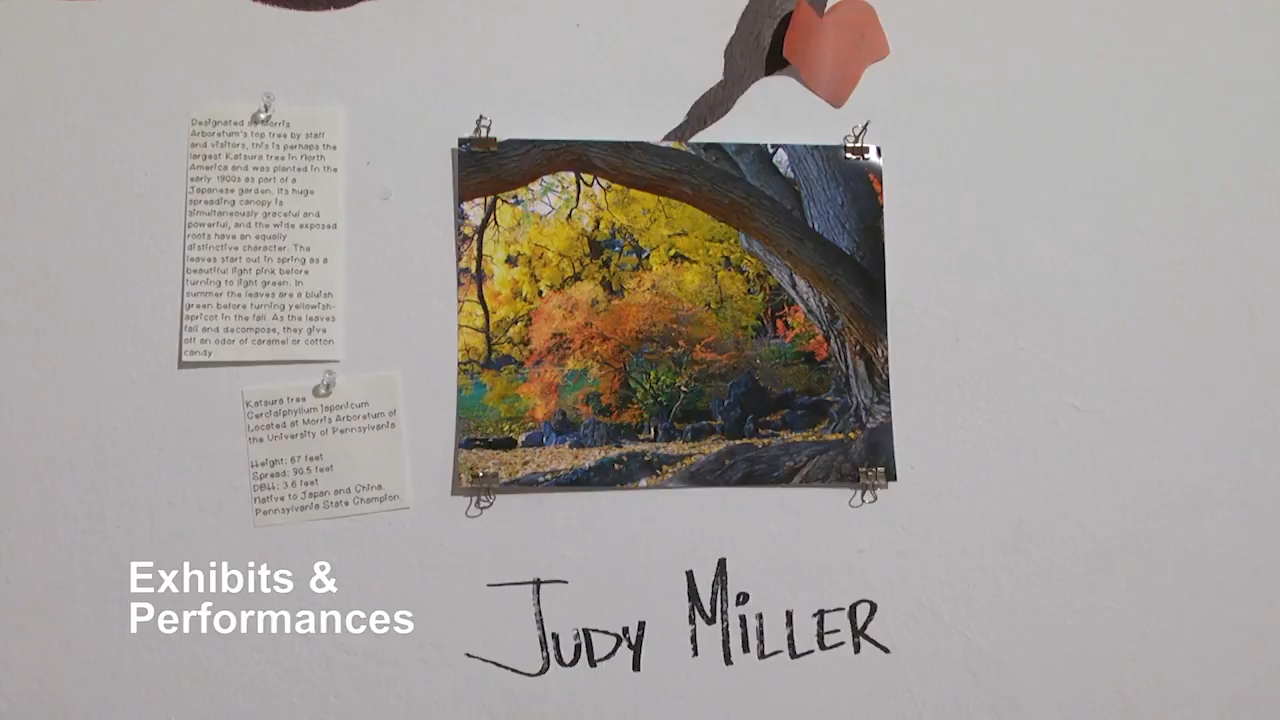 Designated as Morris
Arboretum's top tree by staff
and visitors, this is perhaps the
largest Katsura tree in North
America and was planted in the
early 1900s as part of a
Japanese garden. Its huge
spreading canopy is
simultaneously graceful and
powerful, and the wide exposed
roots have an equally
distinctive character. The
leaves start out in spring as a
beautiful light pink before
turning to light green. In
summer the leaves are a bluish
green before turning yellowish-
apricot in the fall. As the leaves
fall and decompose, they give
off an odor of caramel or cotton
candy
Katsura tree
Cercidiphyllum japonicum
Located at Morris Arboretum of
the University of Pennsylvania
Height: 67 feet
Spread: 90.5 feet
DBH: 3.6 feet
Native to Japan and China.
Pennsylvania State Champion.
Exhibits &
Performances
JUDY MILLER